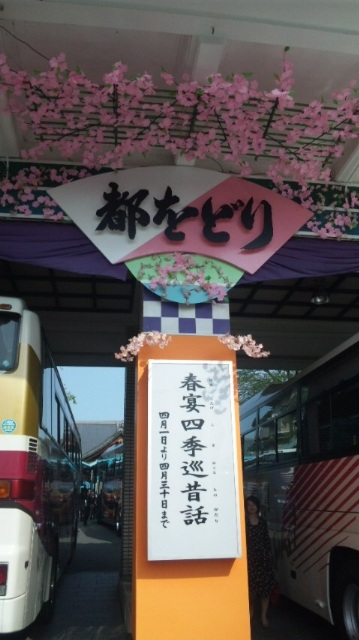 都をどり
春宴四季巡昔話
四月一日より四月三十日まで